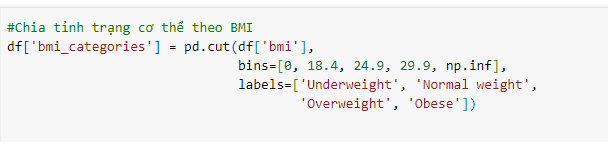 #Chia tình trạng cơ thể theo BMI
df['bmi_categories'] = pd.cut(df['bmi'],
bins=[0, 18.4, 24.9, 29.9, np.inf],
labels=['Underweight', 'Normal weight',
'Overweight', 'Obese'])